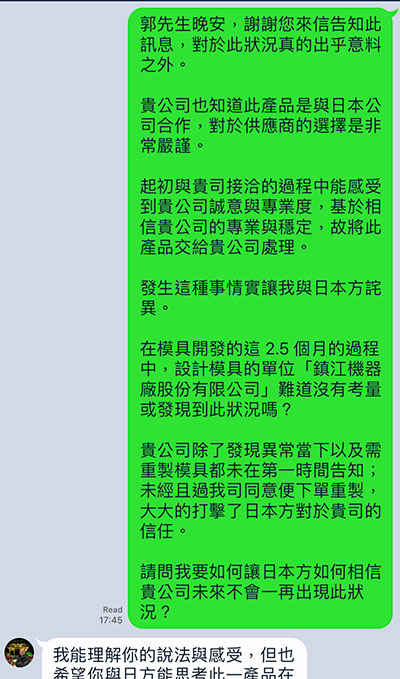 郭先生晚安，謝謝您來信告知此
訊息，對於此狀況真的出乎意料
之外。
貴公司也知道此產品是與日本公
司合作，對於供應商的選擇是非
常嚴謹。
起初與貴司接洽的過程中能感受
到貴公司誠意與專業度，基於相
信貴公司的專業與穩定，故將此
產品交給貴公司處理。
發生這種事情實讓我與日本方詫
異。
在模具開發的這 2.5 個月的過程
中，設計模具的單位「鎮江機器
廠股份有限公司」難道沒有考量
或發現到此狀況嗎？
貴公司除了發現異常當下以及需
重製模具都未在第一時間告知；
未經且過我司同意便下單重製，
大大的打擊了日本方對於貴司的
信任。
請問我要如何讓日本方如何相信
貴公司未來不會一再出現此狀
況？
Read
17:45
我能理解你的說法與感受，但也
希望你與日方能思考此一產品在